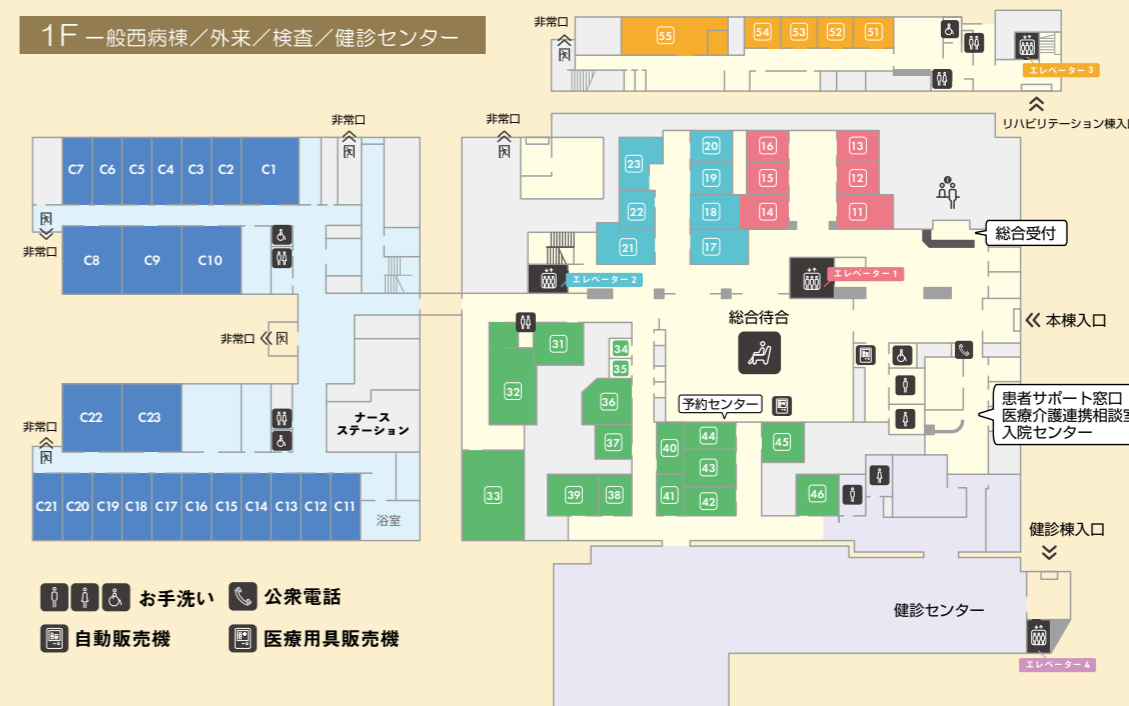 1F 一般西病棟／外来／検査／健診センター
非常口
55
54
53
52
51
エレベーター3
リハビリテーション棟入口
非常口
非常口
C7
C6
C5
C4
C3
C2
C1
23
20
19
22
18
21
17
16
15
14
13
12
11
総合受付
非常口
C8
C9
C10
エレベーター2
エレベーター1
総合待合
本棟入口
非常口
31
34
35
32
36
37
予約センター
患者サポート窓口
医療介護連携相談室
入院センター
C22
C23
ナース
ステーション
非常口
40
44
45
43
33
39
38
41
42
46
C21
C20
C19
C18
C17
C16
C15
C14
C13
C12
C11
浴室
健診棟入口
健診センター
エレベーター4
お手洗い
公衆電話
自動販売機
医療用具販売機